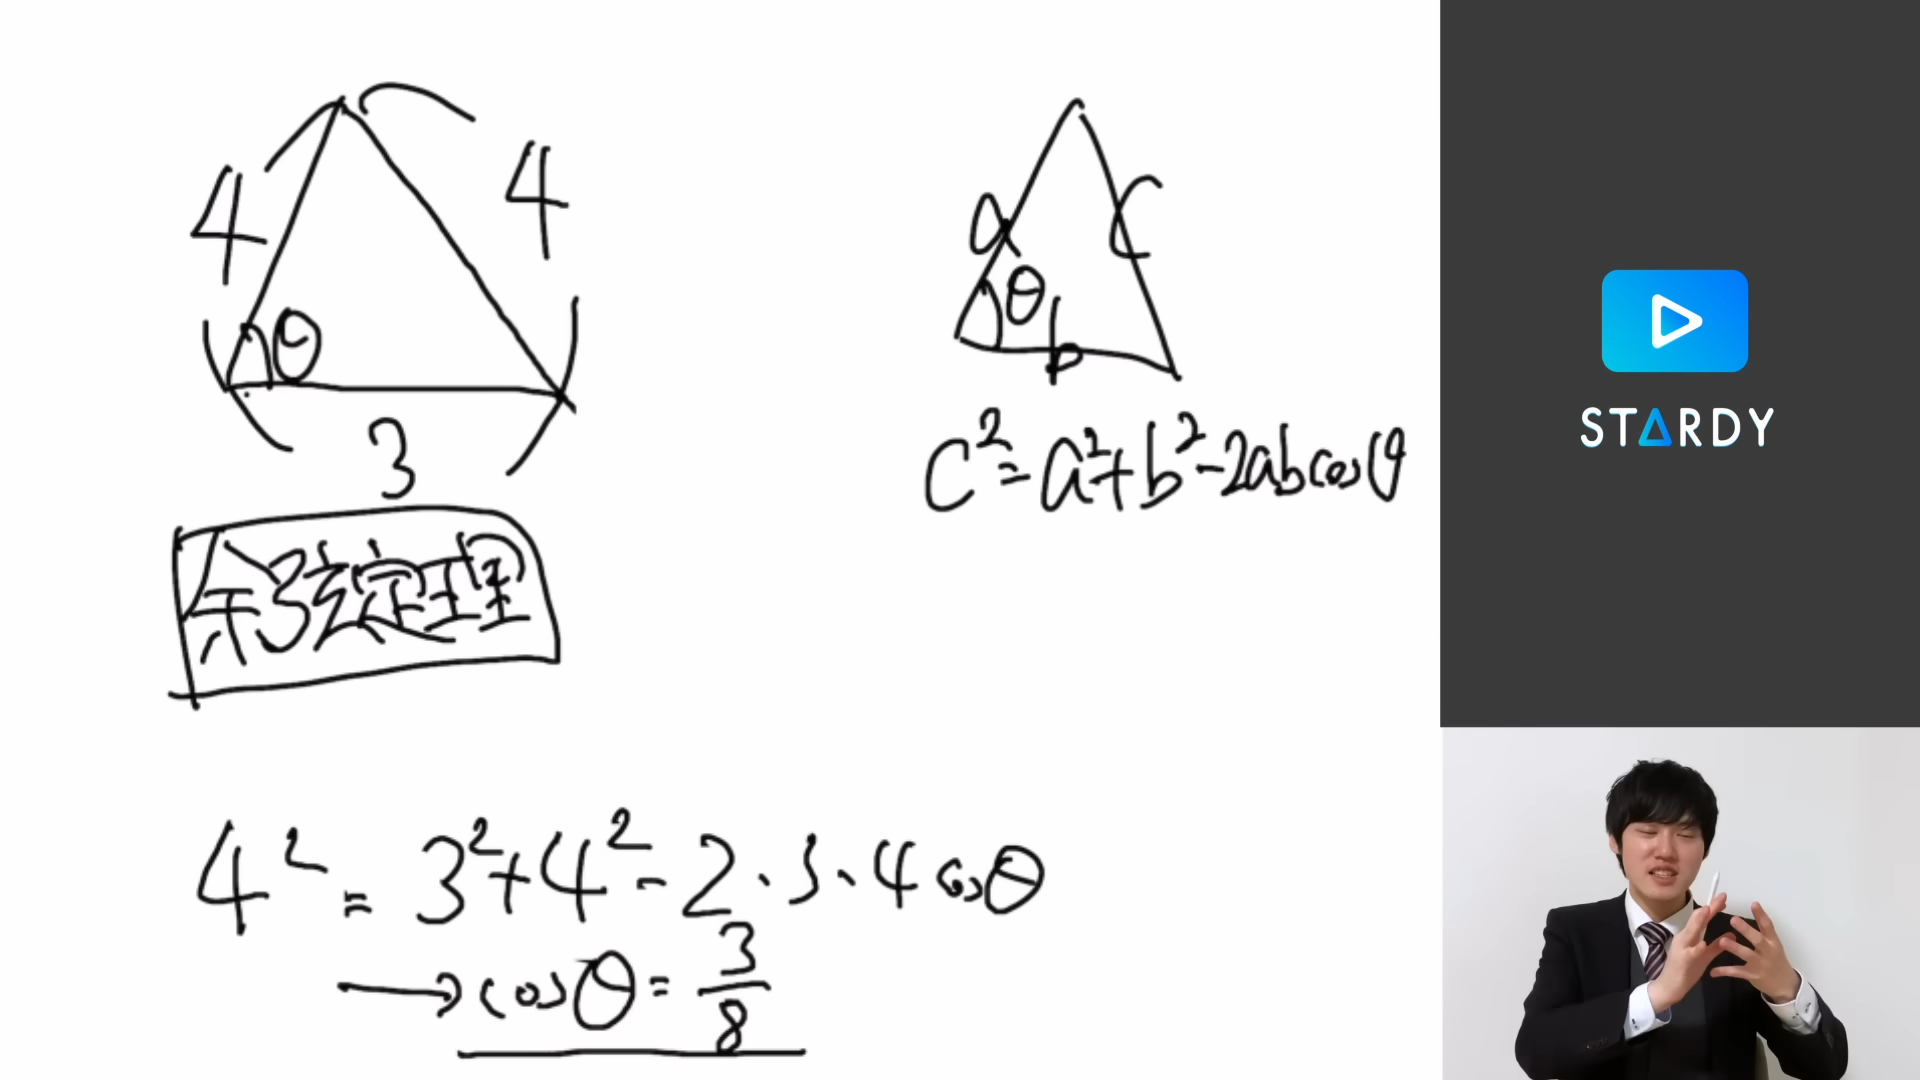 4
4
θ
3
余弦定理
a
c
θ
b
c²=a²+b²-2abcosθ
4² = 3²+4²-2·3·4cosθ
→cosθ=3/8
STARDY